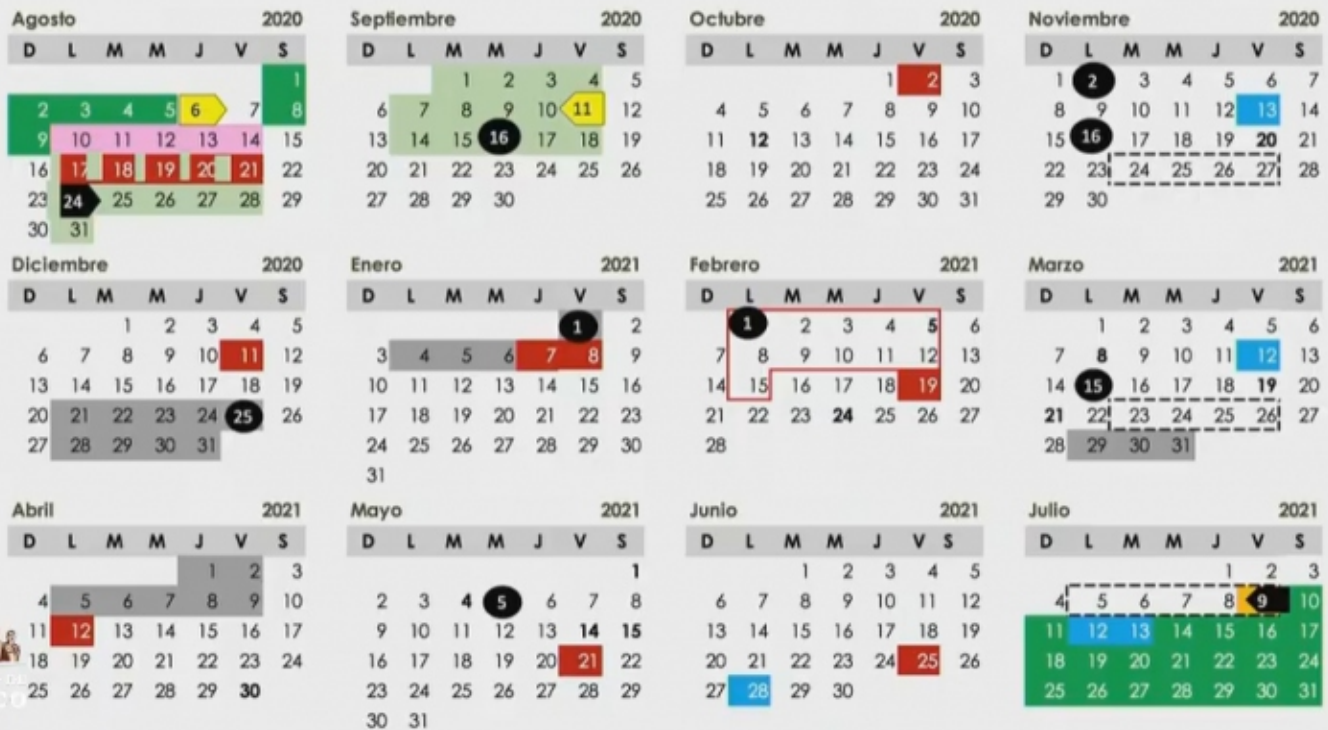 Agosto 2020
D L M M J V S
1
2 3 4 5 6 7 8
9 10 11 12 13 14 15
16 17 18 19 20 21 22
23 24 25 26 27 28 29
30 31
Septiembre 2020
D L M M J V S
1 2 3 4 5
6 7 8 9 10 11 12
13 14 15 16 17 18 19
20 21 22 23 24 25 26
27 28 29 30
Octubre 2020
D L M M J V S
1 2 3
4 5 6 7 8 9 10
11 12 13 14 15 16 17
18 19 20 21 22 23 24
25 26 27 28 29 30 31
Noviembre 2020
D L M M J V S
1 2 3 4 5 6 7
8 9 10 11 12 13 14
15 16 17 18 19 20 21
22 23 24 25 26 27 28
29 30
Diciembre 2020
D L M M J V S
1 2 3 4 5
6 7 8 9 10 11 12
13 14 15 16 17 18 19
20 21 22 23 24 25 26
27 28 29 30 31
Enero 2021
D L M M J V S
1 2
3 4 5 6 7 8 9
10 11 12 13 14 15 16
17 18 19 20 21 22 23
24 25 26 27 28 29 30
31
Febrero 2021
D L M M J V S
1 2 3 4 5 6
7 8 9 10 11 12 13
14 15 16 17 18 19 20
21 22 23 24 25 26 27
28
Marzo 2021
D L M M J V S
1 2 3 4 5 6
7 8 9 10 11 12 13
14 15 16 17 18 19 20
21 22 23 24 25 26 27
28 29 30 31
Abril 2021
D L M M J V S
1 2 3
4 5 6 7 8 9 10
11 12 13 14 15 16 17
18 19 20 21 22 23 24
25 26 27 28 29 30
Mayo 2021
D L M M J V S
1
2 3 4 5 6 7 8
9 10 11 12 13 14 15
16 17 18 19 20 21 22
23 24 25 26 27 28 29
30 31
Junio 2021
D L M M J V S
1 2 3 4 5
6 7 8 9 10 11 12
13 14 15 16 17 18 19
20 21 22 23 24 25 26
27 28 29 30
Julio 2021
D L M M J V S
1 2 3
4 5 6 7 8 9 10
11 12 13 14 15 16 17
18 19 20 21 22 23 24
25 26 27 28 29 30 31